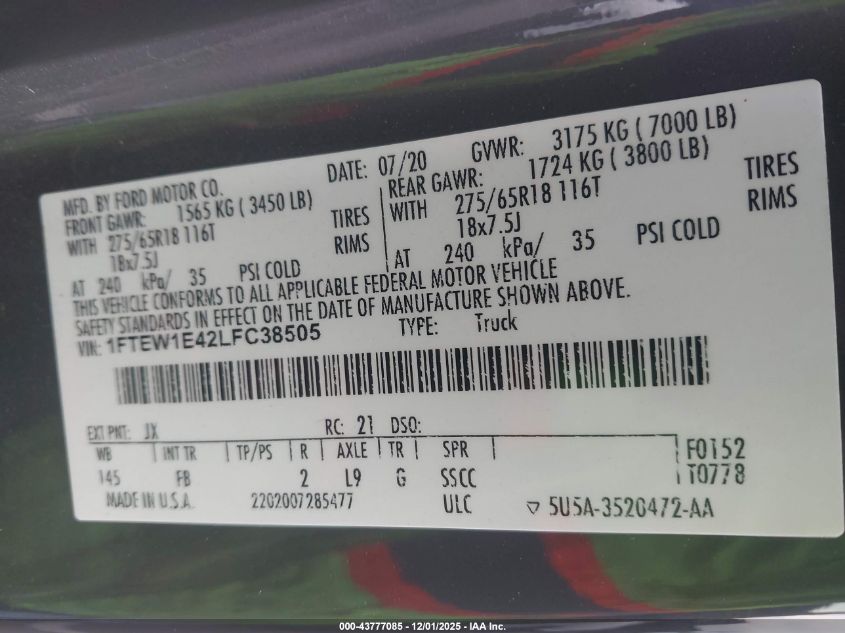 MFD. BY FORD MOTOR CO. DATE: 07/20 GVWR: 3175 KG ( 7000 LB)
FRONT GAWR: 1565 KG ( 3450 LB) REAR GAWR: 1724 KG ( 3800 LB)
WITH 275/65R18 116T TIRES WITH 275/65R18 116T TIRES
18x7.5J RIMS 18x7.5J RIMS
AT 240 kPa/ 35 PSI COLD AT 240 kPa/ 35 PSI COLD
THIS VEHICLE CONFORMS TO ALL APPLICABLE FEDERAL MOTOR VEHICLE
SAFETY STANDARDS IN EFFECT ON THE DATE OF MANUFACTURE SHOWN ABOVE.
VIN: 1FTEW1E42LFC38505 TYPE: Truck
EXT PNT: JX RC: 21 DSO:
WB INT TR TP/PS R AXLE TR SPR F0152
145 FB 2 L9 G SSCC T0778
MADE IN U.S.A. 2202007285477 ULC ▽ 5U5A-3520472-AA
000-43777085 - 12/01/2025 - IAA Inc.